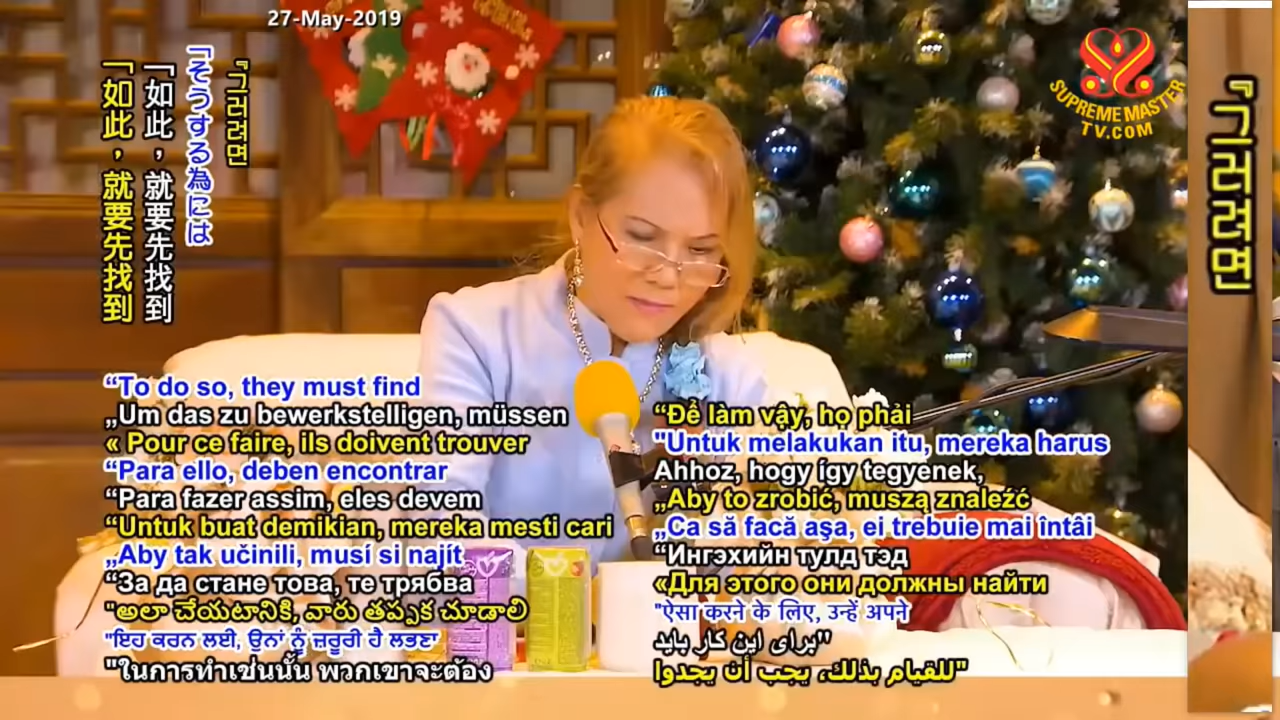 27-May-2019
SUPREME MASTER
TV.COM
『그러려면
「そうする為には
「如此，就要先找到
「如此，就要先找到
“To do so, they must find
„Um das zu bewerkstelligen, müssen
« Pour ce faire, ils doivent trouver
“Para ello, deben encontrar
“Para fazer assim, eles devem
“Untuk buat demikian, mereka mesti cari
„Aby tak učinili, musí si najít
“За да стане това, те трябва
"అలా చేయటానికి, వారు తప్పక చూడాలి
"ਇਹ ਕਰਨ ਲਈ, ਉਨਾਂ ਨੂੰ ਜ਼ਰੂਰੀ ਹੈ ਲਭਣਾ
"ในการทำเช่นนั้น พวกเขาจะต้อง
“Để làm vậy, họ phải
"Untuk melakukan itu, mereka harus
Ahhoz, hogy így tegyenek,
„Aby to zrobić, muszą znaleźć
„Ca să facă aşa, ei trebuie mai întâi
“Ингэхийн тулд тэд
«Для этого они должны найти
"ऐसा करने के लिए, उन्हें अपने
"برای این کار باید
"للقيام بذلك، يجب أن يجدوا
『그러려면